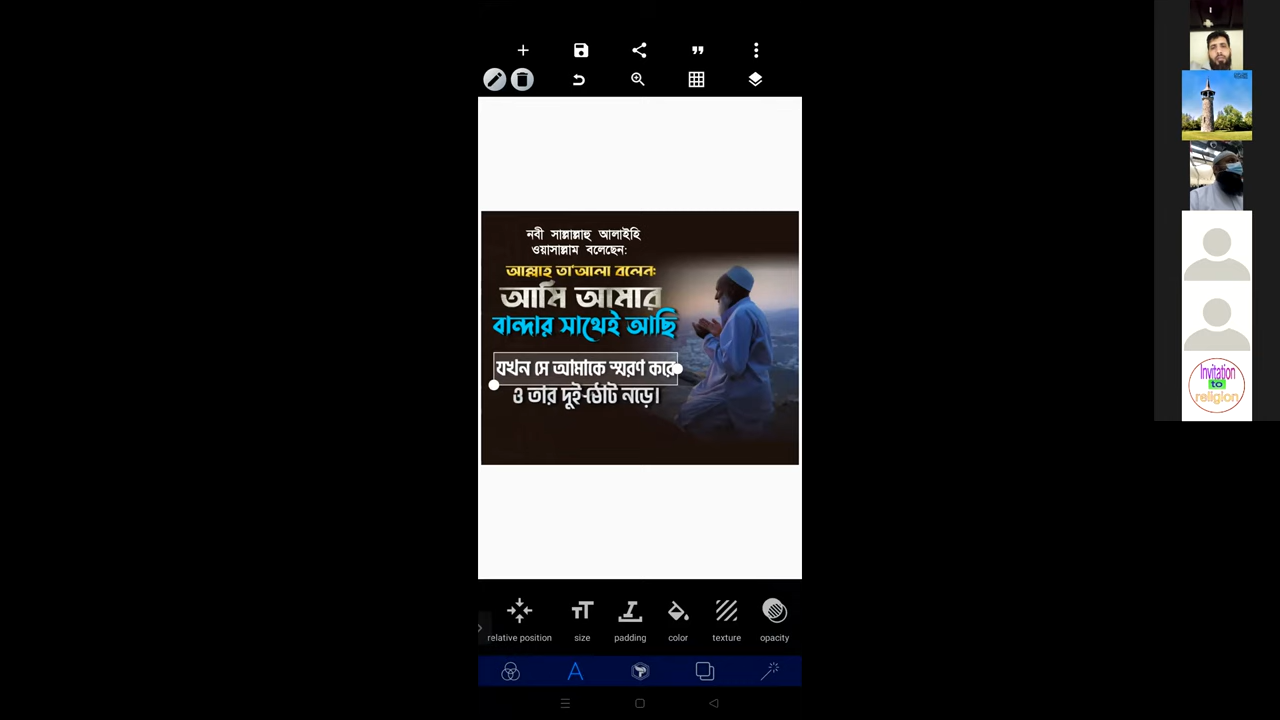 নবী সাল্লাল্লাহু আলাইহি
ওয়াসাল্লাম বলেছেন:
আল্লাহ তা'আলা বলেন:
আমি আমার
বান্দার সাথেই আছি
যখন সে আমাকে স্মরণ করে
ও তার দুই-ঠোঁট নড়ে।
relative position
size
padding
color
texture
opacity
Invitation
to
religion